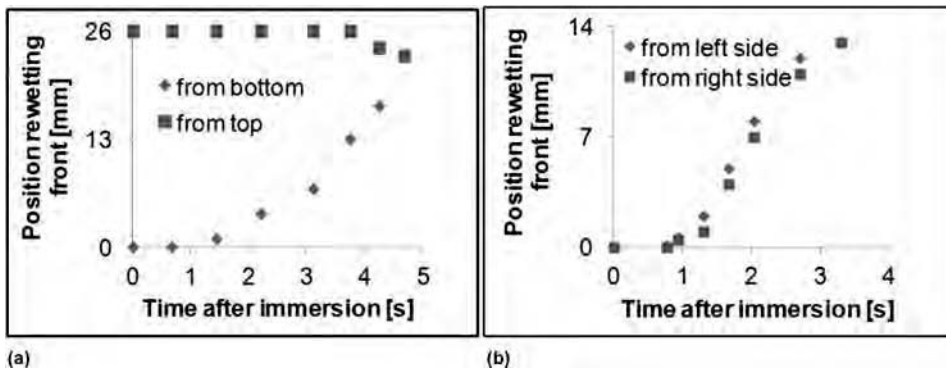 Position rewetting
front [mm]
26
13
0
from bottom
from top
0 1 2 3 4 5
Time after immersion [s]
(a)
Position rewetting
front [mm]
14
7
0
from left side
from right side
0 1 2 3 4
Time after immersion [s]
(b)